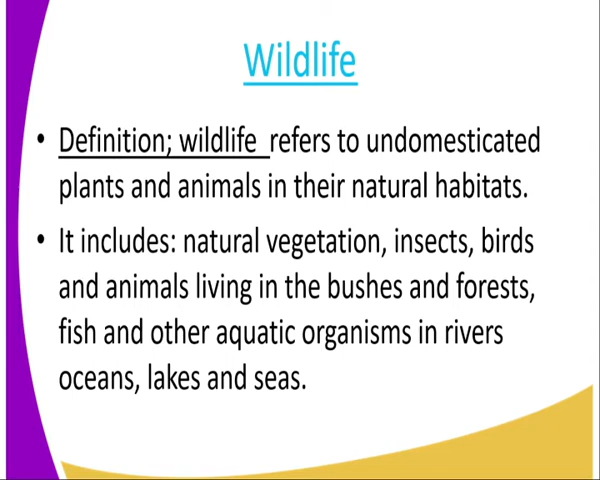 Wildlife
• Definition; wildlife refers to undomesticated
plants and animals in their natural habitats.
• It includes: natural vegetation, insects, birds
and animals living in the bushes and forests,
fish and other aquatic organisms in rivers
oceans, lakes and seas.